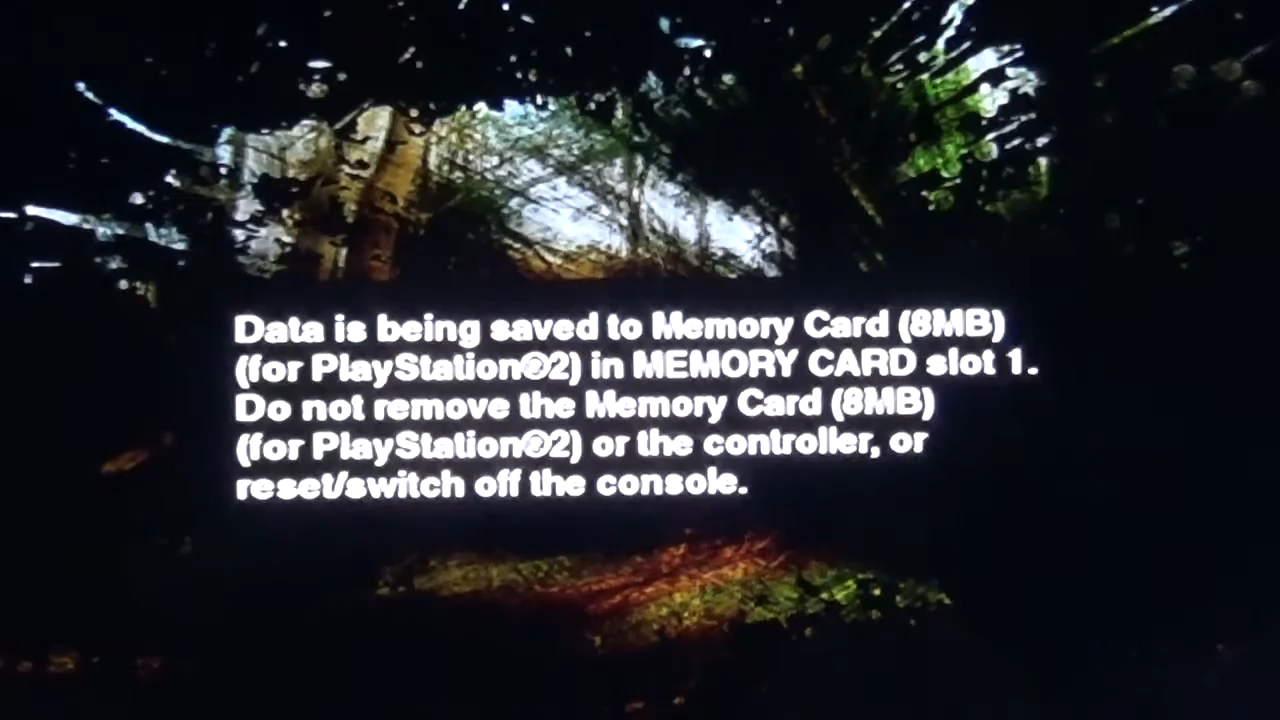 Data is being saved to Memory Card (8MB)
(for PlayStation®2) in MEMORY CARD slot 1.
Do not remove the Memory Card (8MB)
(for PlayStation®2) or the controller, or
reset/switch off the console.